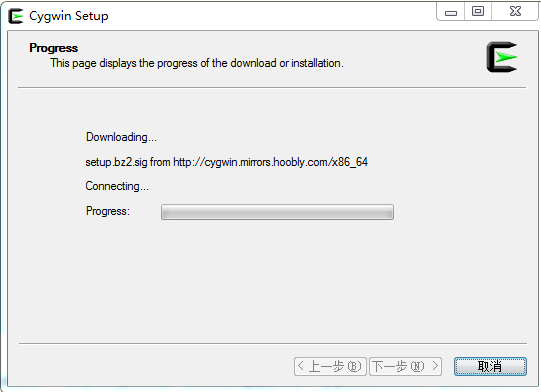 Cygwin Setup
Progress
This page displays the progress of the download or installation.
Downloading...
setup.bz2.sig from http://cygwin.mirrors.hoobly.com/x86_64
Connecting...
Progress:
< 上一步(B) 下一步(N) > 取消